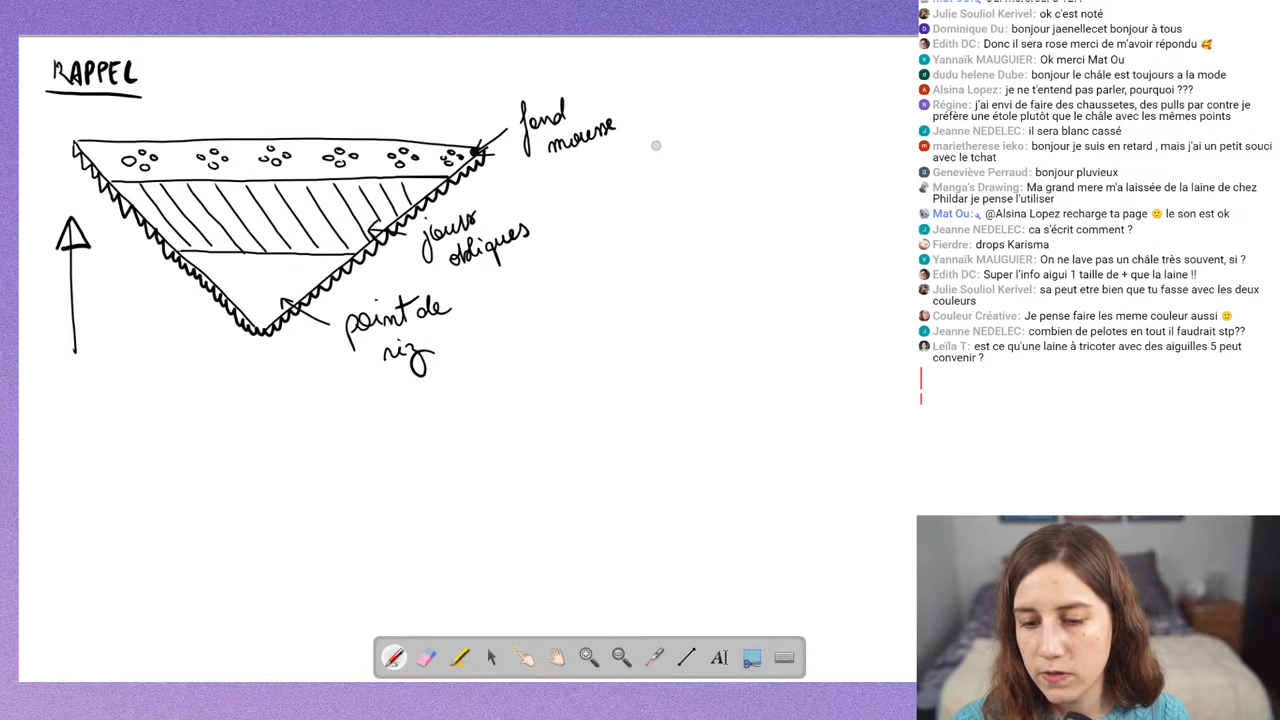 RAPPEL
fond
mousse
jours
obliques
point de
riz
Julie Souliol Kerivel: ok c'est noté
Dominique Du: bonjour jaenellecet bonjour à tous
Edith DC: Donc il sera rose merci de m'avoir répondu 🥰
Yannaïk MAUGUIER: Ok merci Mat Ou
dudu helene Dube: bonjour le châle est toujours a la mode
Alsina Lopez: je ne t'entend pas parler, pourquoi ???
Régine: j'ai envi de faire des chaussetes, des pulls par contre je
préfère une étole plutôt que le châle avec les mêmes points
Jeanne NEDELEC: il sera blanc cassé
marietherese ieko: bonjour je suis en retard , mais j'ai un petit souci
avec le tchat
Geneviève Perraud: bonjour pluvieux
Manga's Drawing: Ma grand mere m'a laissée de la laine de chez
Phildar je pense l'utiliser
Mat Ou: @Alsina Lopez recharge ta page 🙂 le son est ok
Jeanne NEDELEC: ca s'écrit comment ?
Fierdre: drops Karisma
Yannaïk MAUGUIER: On ne lave pas un châle très souvent, si ?
Edith DC: Super l'info aigui 1 taille de + que la laine !!
Julie Souliol Kerivel: sa peut etre bien que tu fasse avec les deux
couleurs
Couleur Créative: Je pense faire les meme couleur aussi 🙂
Jeanne NEDELEC: combien de pelotes en tout il faudrait stp??
Leïla T: est ce qu'une laine à tricoter avec des aiguilles 5 peut
convenir ?
AI